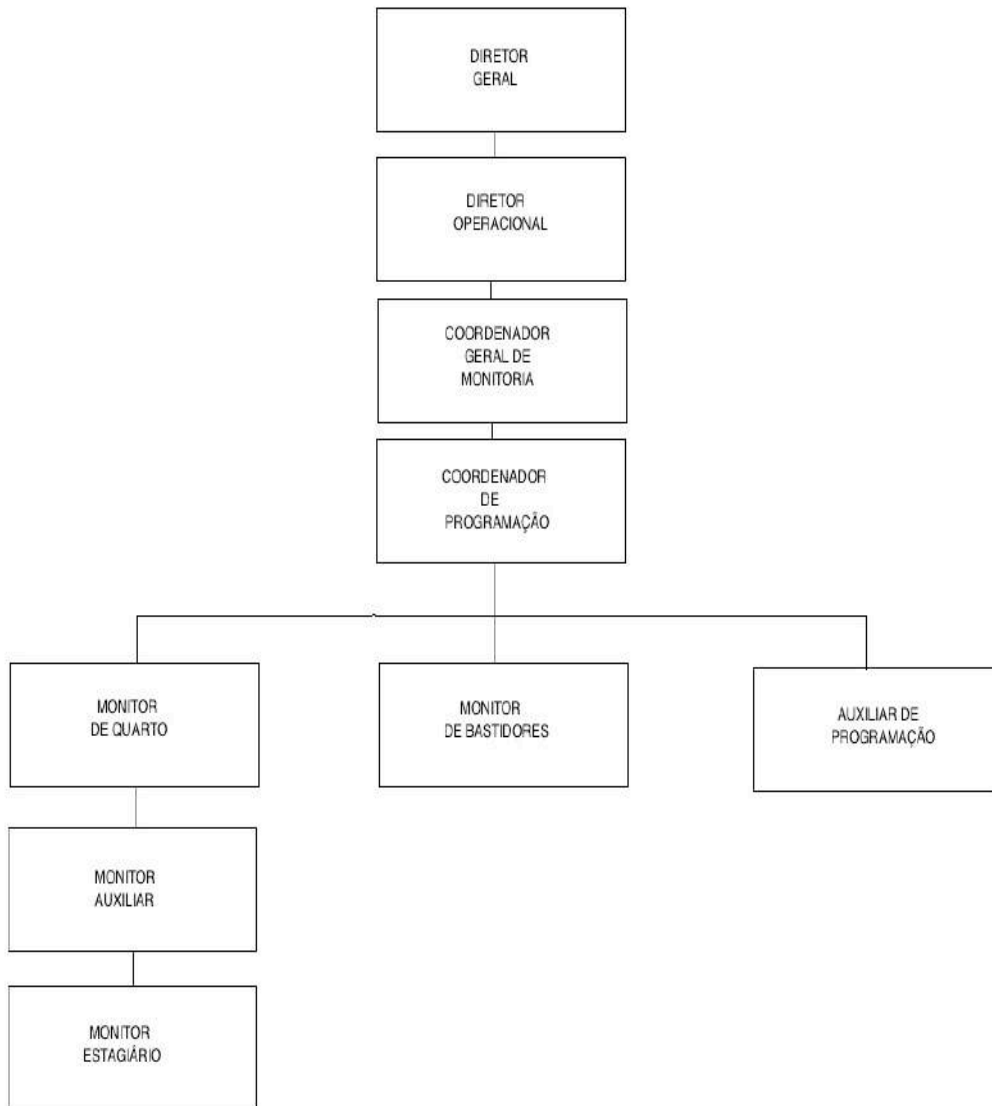 DIRETOR
GERAL
DIRETOR
OPERACIONAL
COORDENADOR
GERAL DE
MONITORIA
COORDENADOR
DE
PROGRAMAÇÃO
MONITOR
DE QUARTO
MONITOR
DE BASTIDORES
AUXILIAR DE
PROGRAMAÇÃO
MONITOR
AUXILIAR
MONITOR
ESTAGIÁRIO